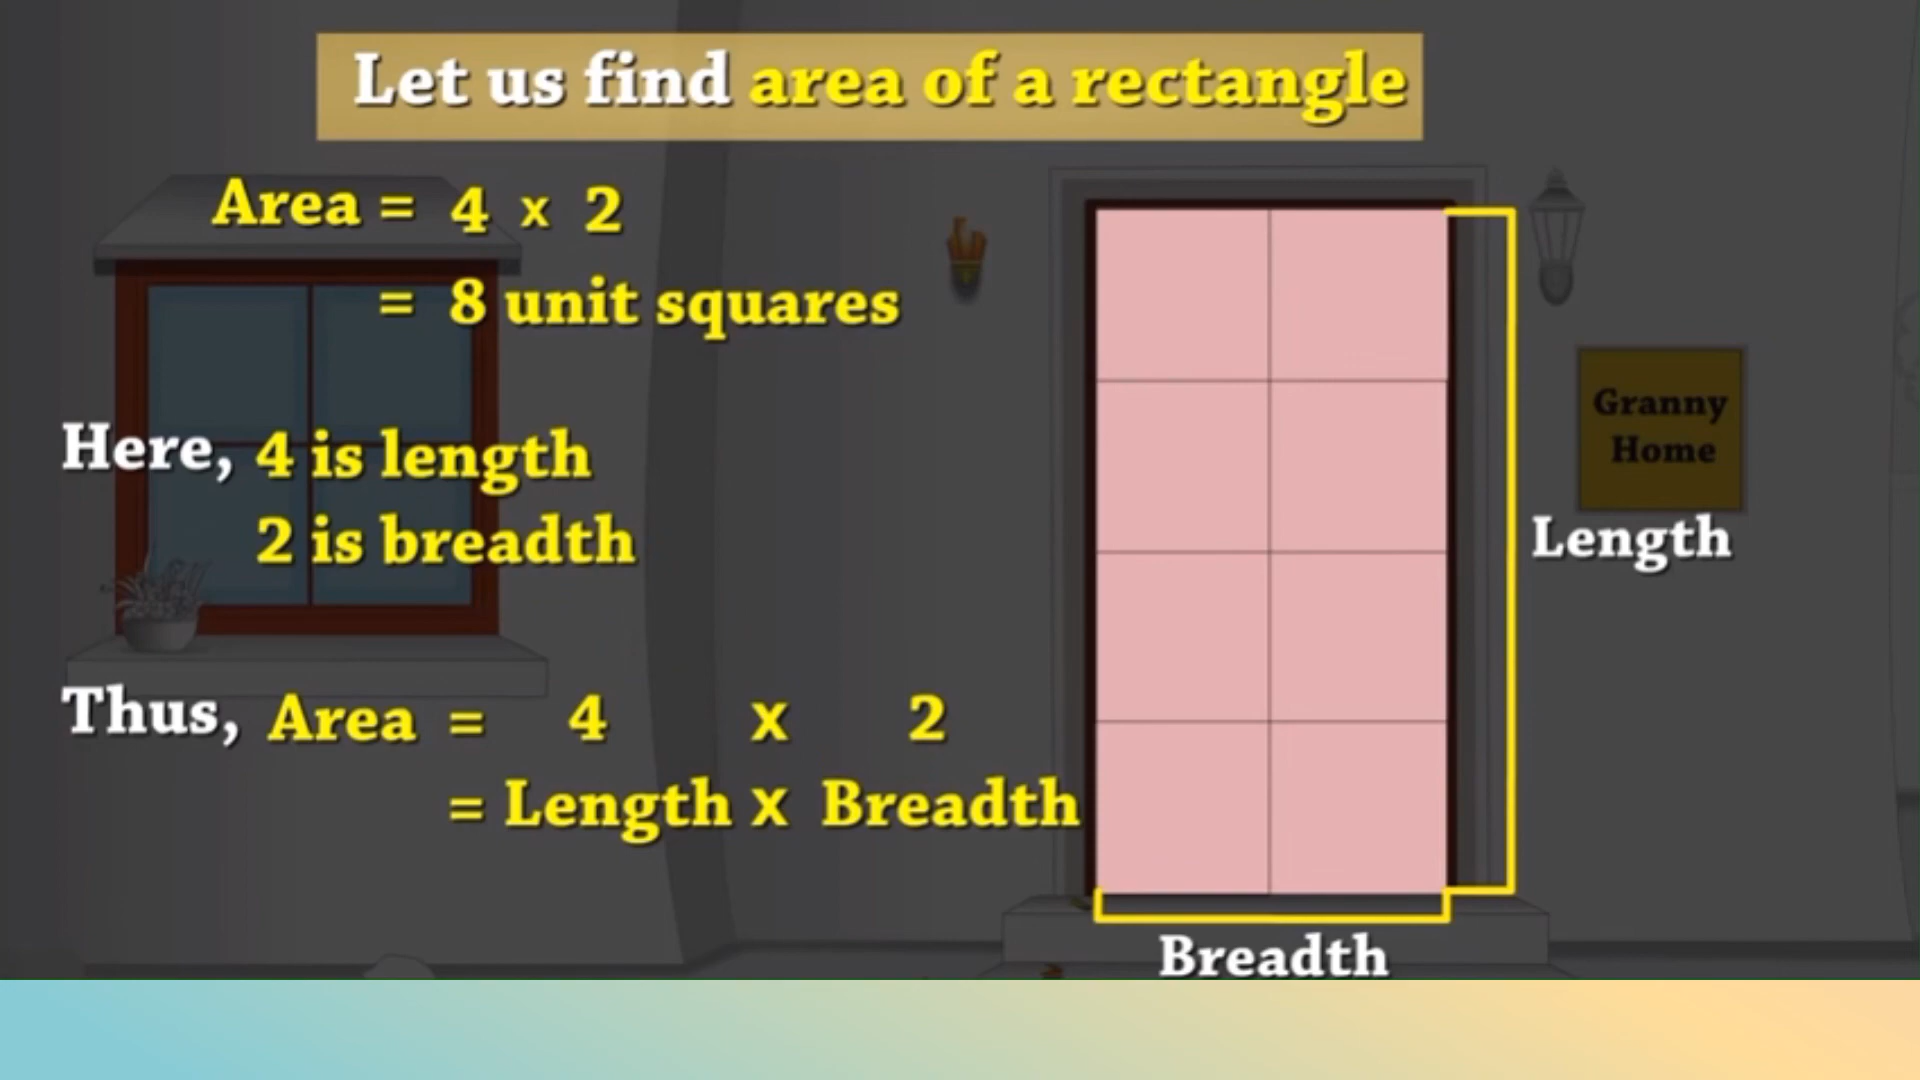 Let us find area of a rectangle
Area = 4 x 2
= 8 unit squares
Here, 4 is length
2 is breadth
Thus, Area = 4 x 2
= Length x Breadth
Granny
Home
Length
Breadth